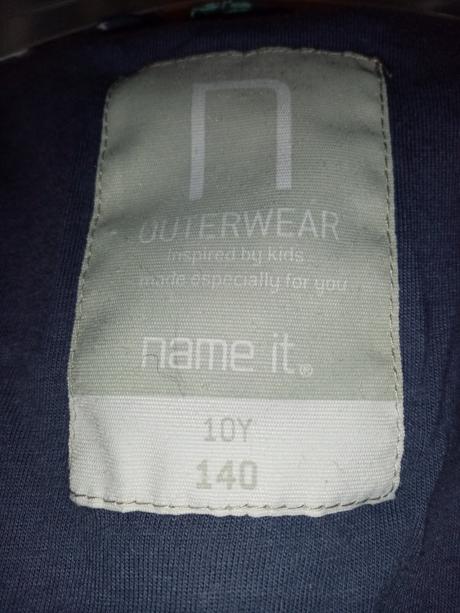 n
OUTERWEAR
inspired by kids
made especially for you
name it®
10Y
140